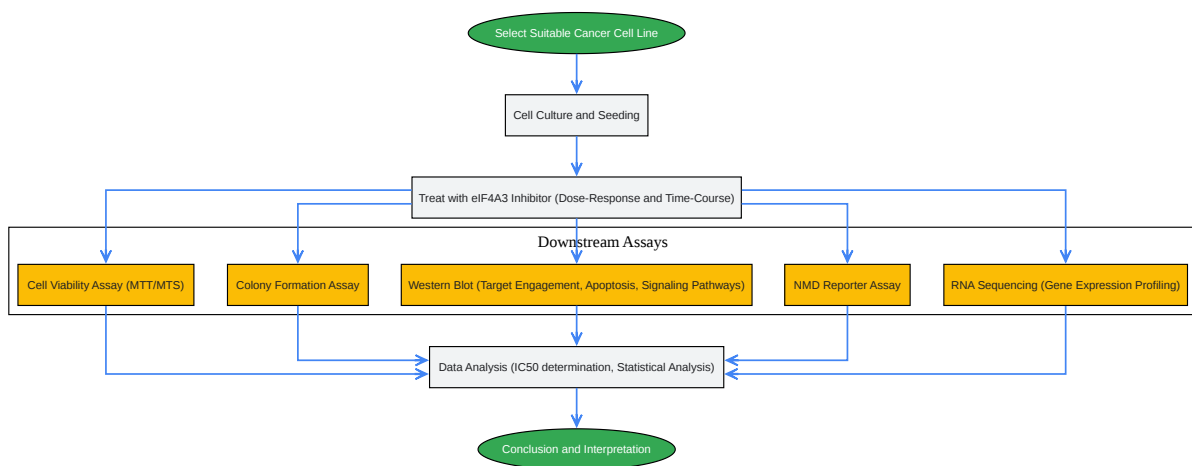 Select Suitable Cancer Cell Line
Cell Culture and Seeding
Treat with eIF4A3 Inhibitor (Dose-Response and Time-Course)
Downstream Assays
Cell Viability Assay (MTT/MTS)
Colony Formation Assay
Western Blot (Target Engagement, Apoptosis, Signaling Pathways)
NMD Reporter Assay
RNA Sequencing (Gene Expression Profiling)
Data Analysis (IC50 determination, Statistical Analysis)
Conclusion and Interpretation